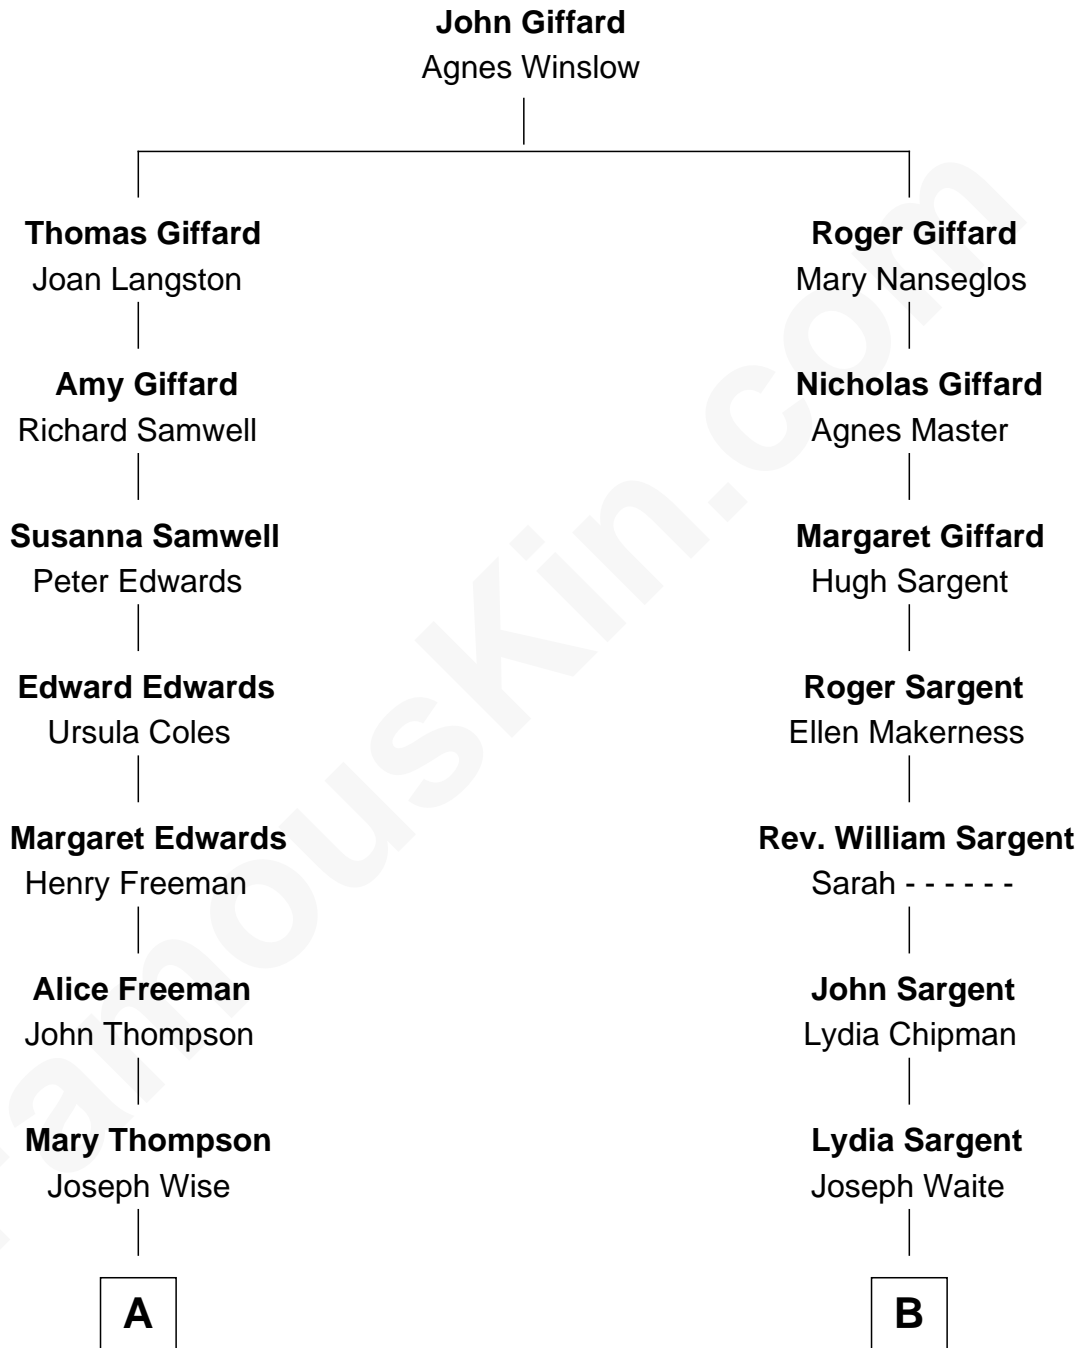 John Giffard
Agnes Winslow
Thomas Giffard
Joan Langston
Amy Giffard
Richard Samwell
Susanna Samwell
Peter Edwards
Edward Edwards
Ursula Coles
Margaret Edwards
Henry Freeman
Alice Freeman
John Thompson
Mary Thompson
Joseph Wise
A
Roger Giffard
Mary Nanseglos
Nicholas Giffard
Agnes Master
Margaret Giffard
Hugh Sargent
Roger Sargent
Ellen Makerness
Rev. William Sargent
Sarah - - - - - -
John Sargent
Lydia Chipman
Lydia Sargent
Joseph Waite
B
FamousKin.com